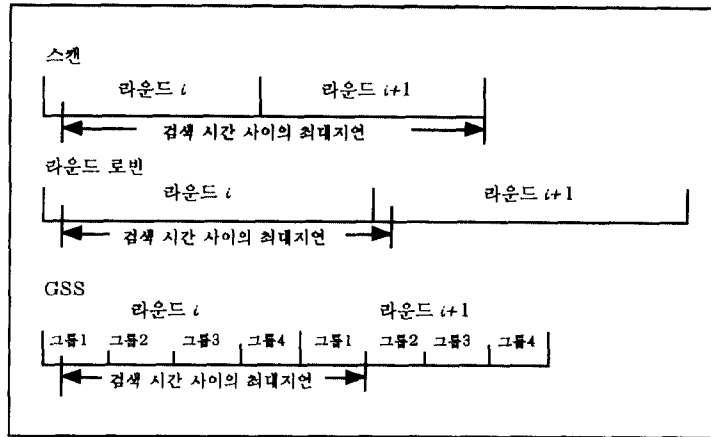 스캔
라운드 i 라운드 i+1
검색 시간 사이의 최대지연
라운드 로빈
라운드 i 라운드 i+1
검색 시간 사이의 최대지연
GSS
라운드 i 라운드 i+1
그룹1 그룹2 그룹3 그룹4 그룹1 그룹2 그룹3 그룹4
검색 시간 사이의 최대지연